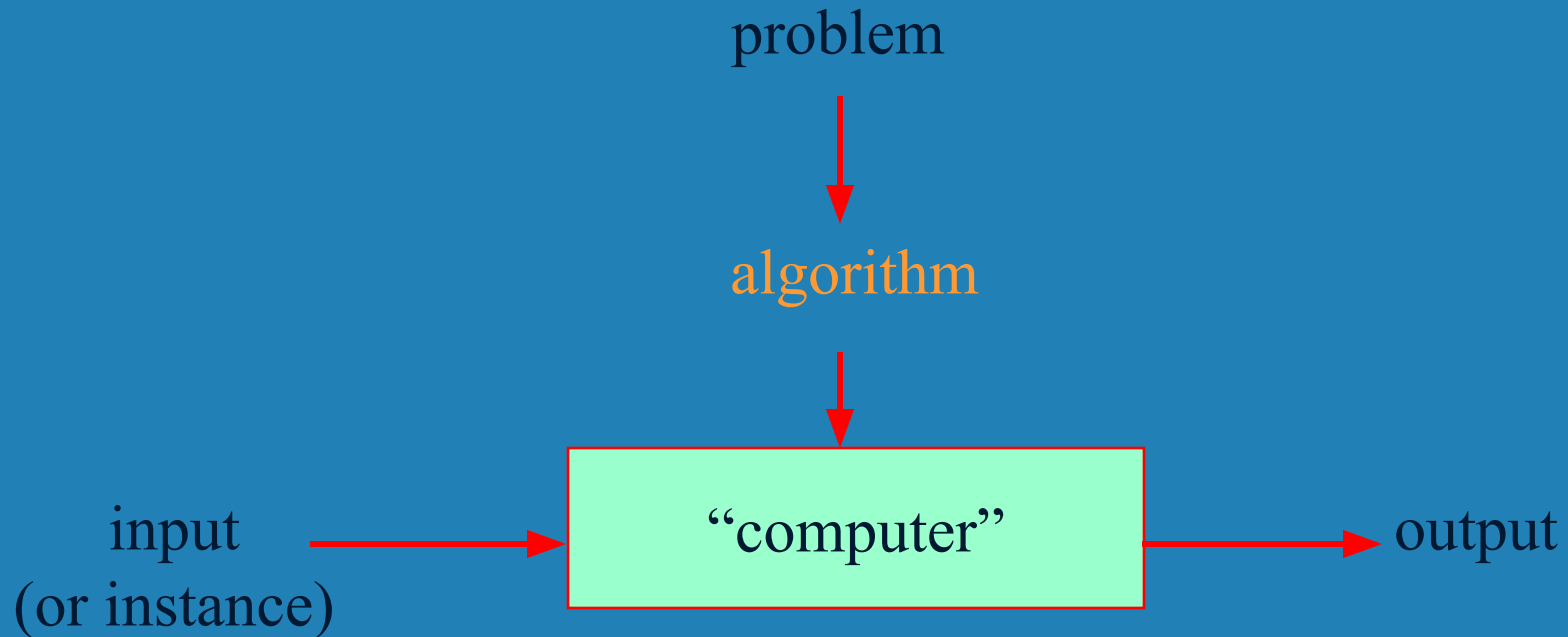 problem
algorithm
input
(or instance)
“computer”
output